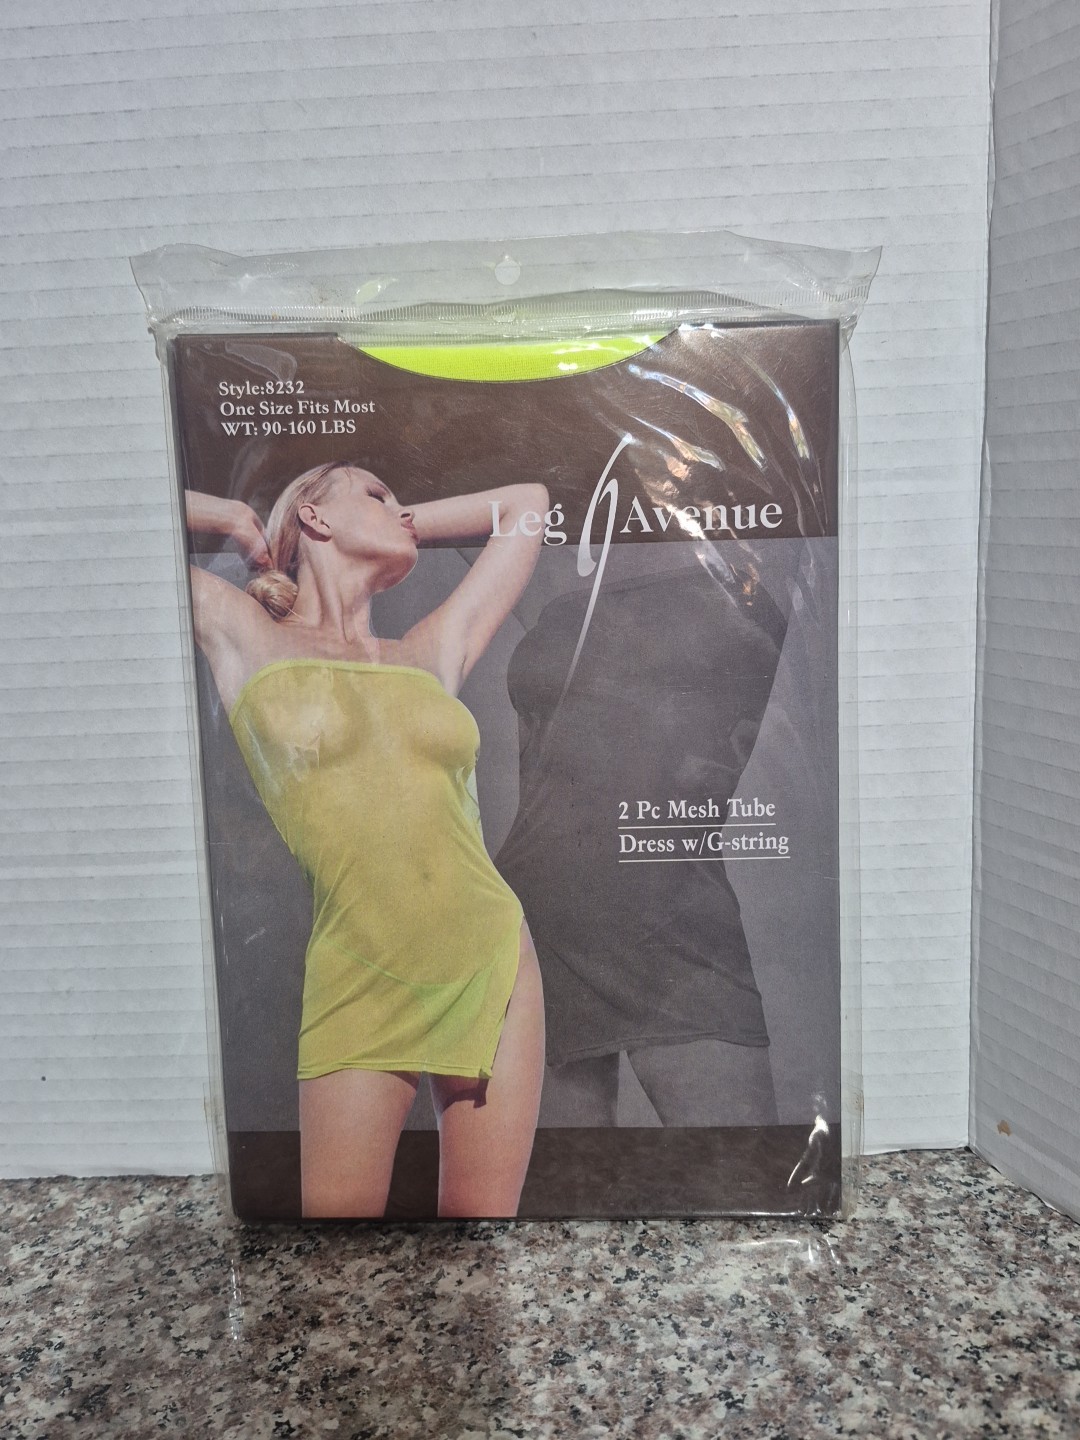 Style:8232
One Size Fits Most
WT: 90-160 LBS
Leg Avenue
2 Pc Mesh Tube
Dress w/G-string